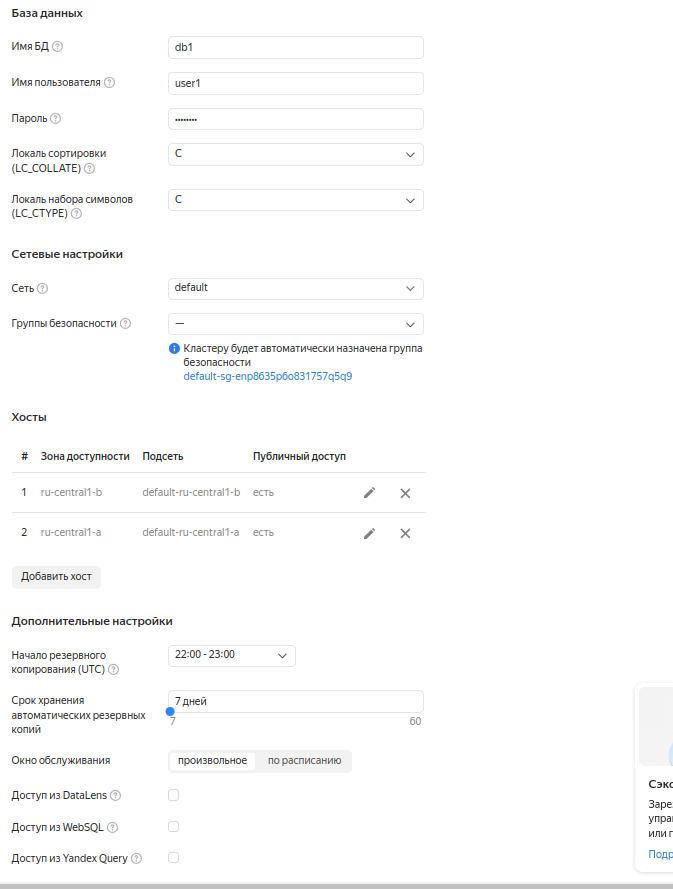 База данных
Имя БД
db1
Имя пользователя
user1
Пароль
••••••••
Локаль сортировки
(LC_COLLATE)
C
Локаль набора символов
(LC_CTYPE)
C
Сетевые настройки
Сеть
default
Группы безопасности
—
Кластеру будет автоматически назначена группа
безопасности
default-sg-enp8635p6o831757q5q9
Хосты
# Зона доступности Подсеть Публичный доступ
1 ru-central1-b default-ru-central1-b есть
2 ru-central1-a default-ru-central1-a есть
Добавить хост
Дополнительные настройки
Начало резервного
копирования (UTC)
22:00 - 23:00
Срок хранения
автоматических резервных
копий
7 дней
7 60
Окно обслуживания
произвольное по расписанию
Доступ из DataLens
Доступ из WebSQL
Доступ из Yandex Query
Сэко
Заре
упра
или п
Подр